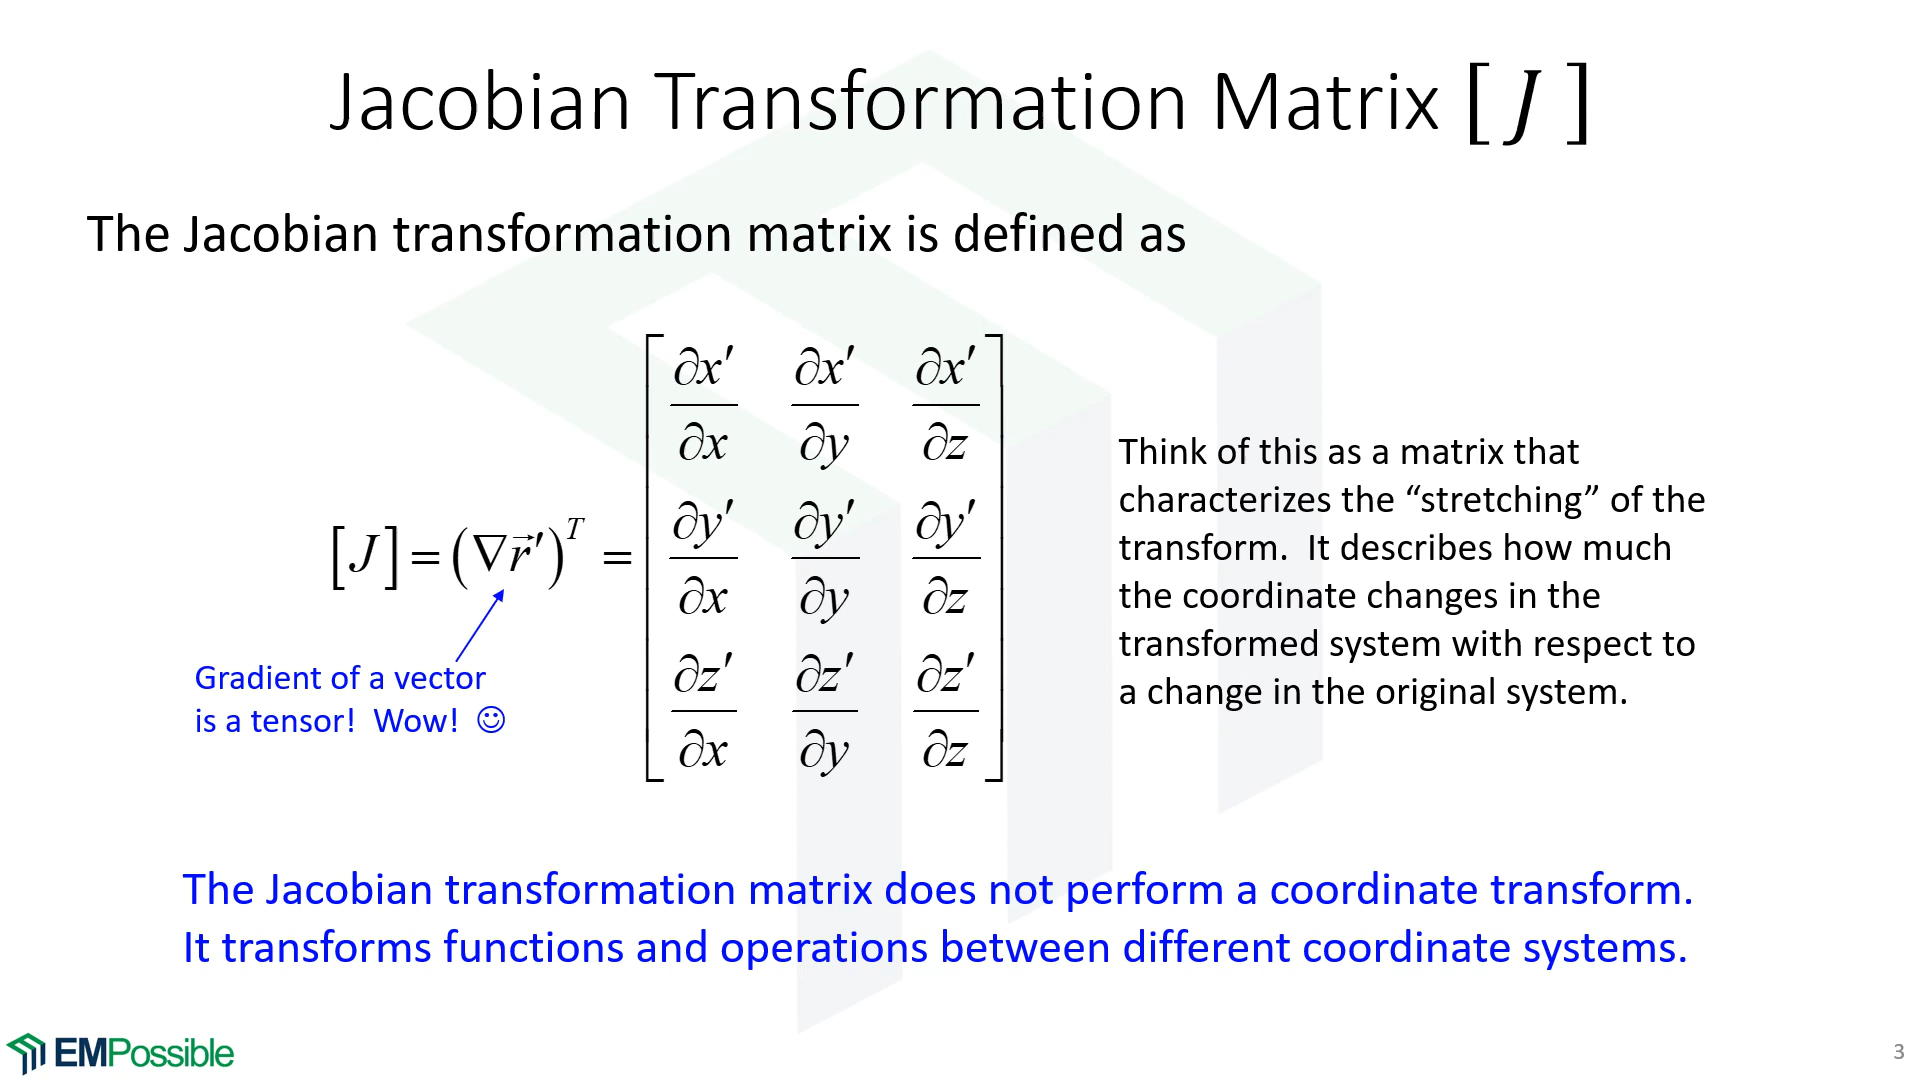 Jacobian Transformation Matrix [ J ]
The Jacobian transformation matrix is defined as
[J] = (∇r⃗′)ᵀ = [ ∂x′/∂x ∂x′/∂y ∂x′/∂z
∂y′/∂x ∂y′/∂y ∂y′/∂z
∂z′/∂x ∂z′/∂y ∂z′/∂z ]
Gradient of a vector
is a tensor! Wow! ☺
Think of this as a matrix that
characterizes the “stretching” of the
transform. It describes how much
the coordinate changes in the
transformed system with respect to
a change in the original system.
The Jacobian transformation matrix does not perform a coordinate transform.
It transforms functions and operations between different coordinate systems.
EMPossible
3